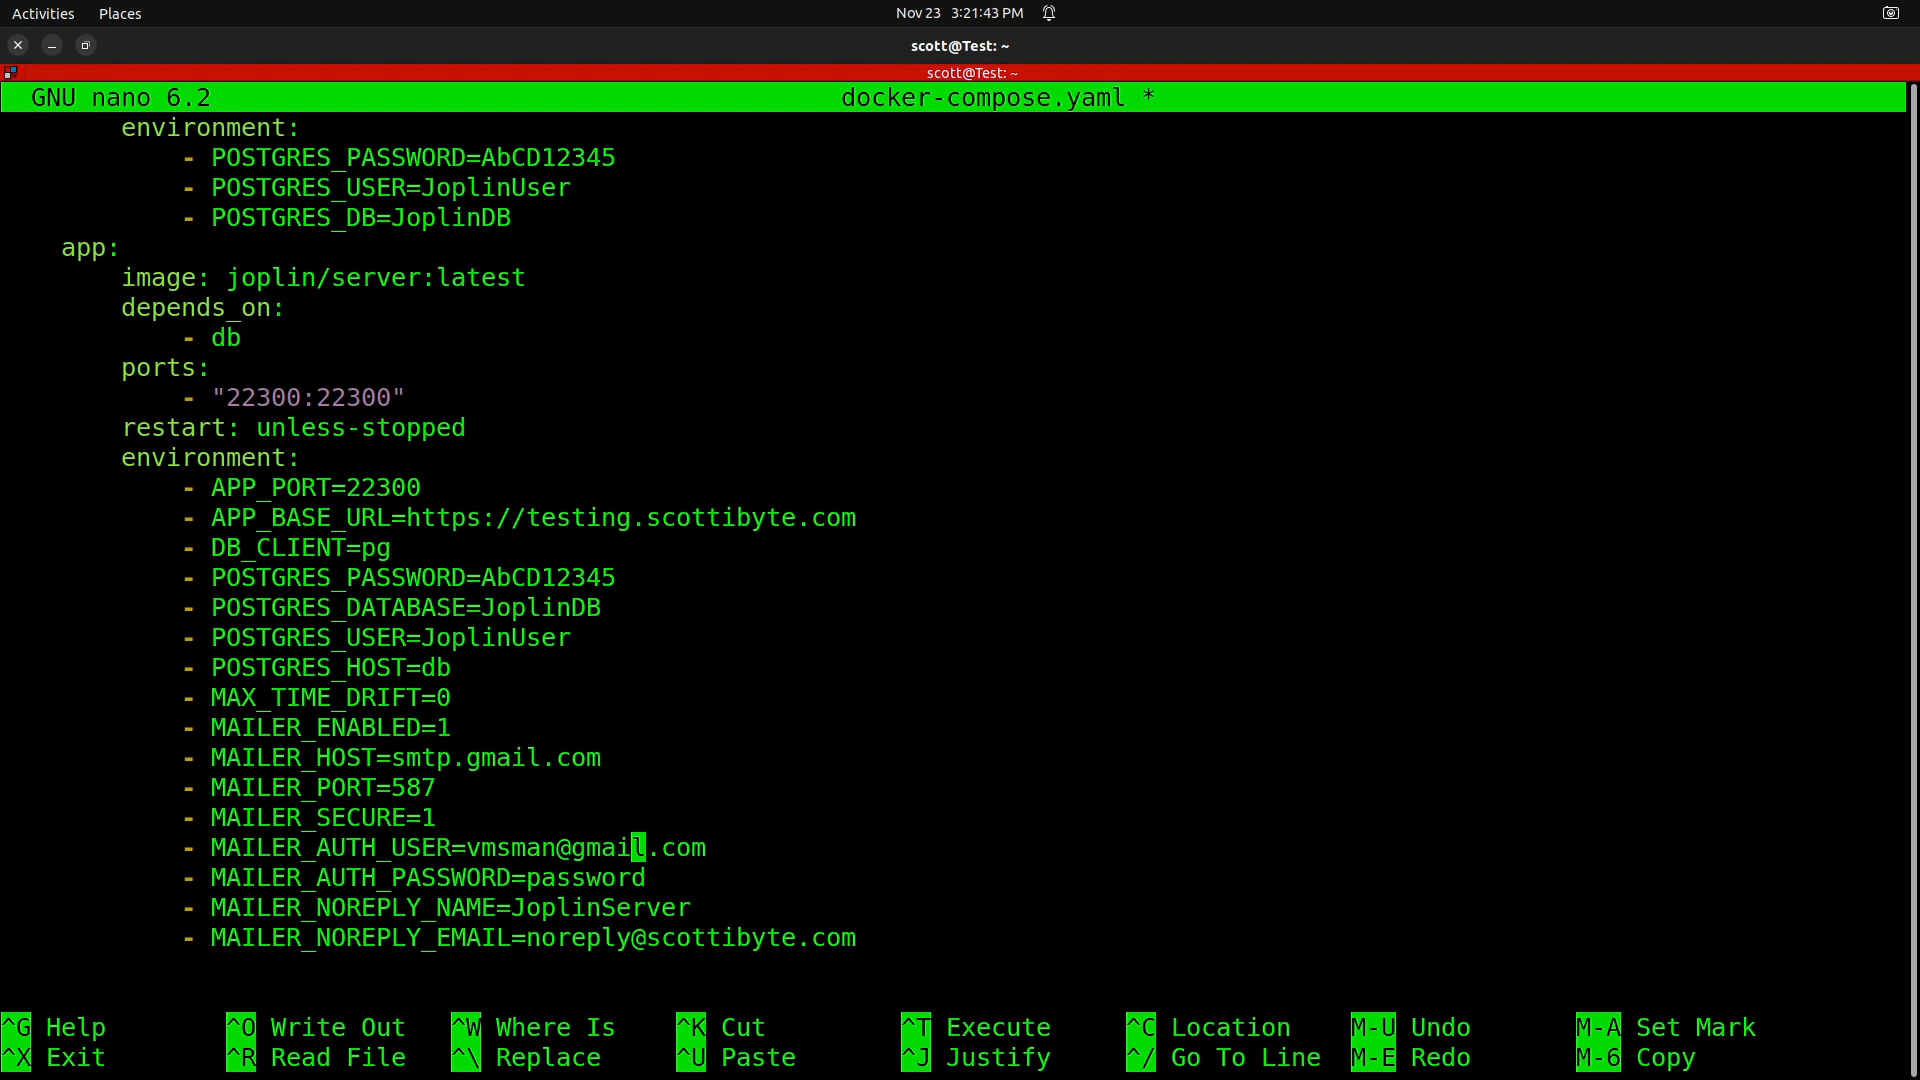 Activities Places Nov 23 3:21:43 PM
scott@Test: ~
scott@Test: ~
GNU nano 6.2 docker-compose.yaml *
environment:
- POSTGRES_PASSWORD=AbCD12345
- POSTGRES_USER=JoplinUser
- POSTGRES_DB=JoplinDB
app:
image: joplin/server:latest
depends_on:
- db
ports:
- "22300:22300"
restart: unless-stopped
environment:
- APP_PORT=22300
- APP_BASE_URL=https://testing.scottibyte.com
- DB_CLIENT=pg
- POSTGRES_PASSWORD=AbCD12345
- POSTGRES_DATABASE=JoplinDB
- POSTGRES_USER=JoplinUser
- POSTGRES_HOST=db
- MAX_TIME_DRIFT=0
- MAILER_ENABLED=1
- MAILER_HOST=smtp.gmail.com
- MAILER_PORT=587
- MAILER_SECURE=1
- MAILER_AUTH_USER=vmsman@gmail.com
- MAILER_AUTH_PASSWORD=password
- MAILER_NOREPLY_NAME=JoplinServer
- MAILER_NOREPLY_EMAIL=noreply@scottibyte.com
^G Help ^O Write Out ^W Where Is ^K Cut ^T Execute ^C Location M-U Undo M-A Set Mark
^X Exit ^R Read File ^\ Replace ^U Paste ^J Justify ^/ Go To Line M-E Redo M-6 Copy